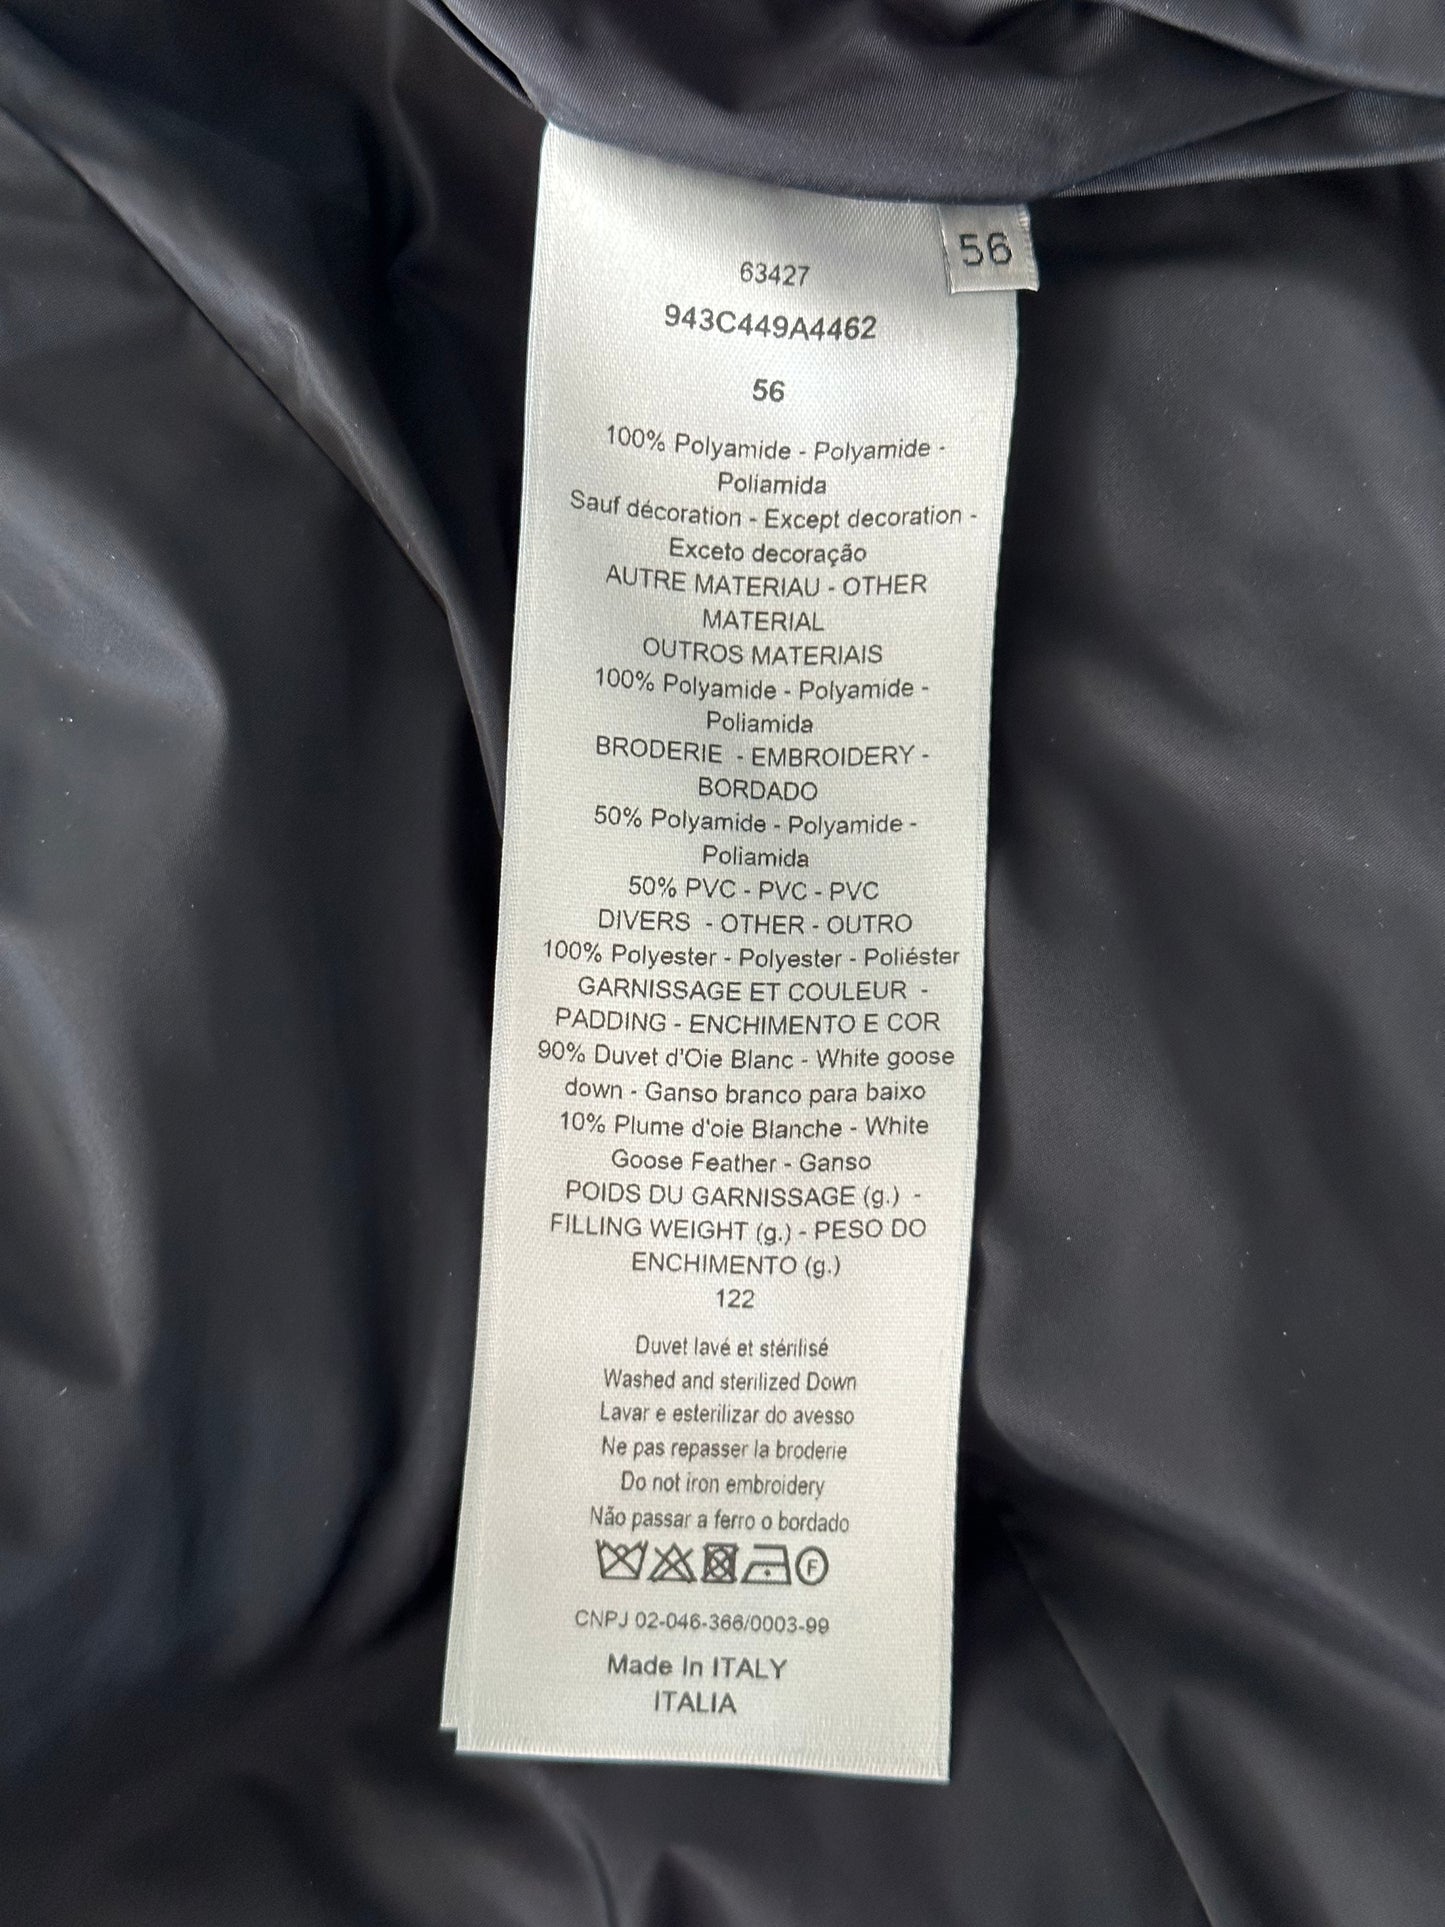 56
63427
943C449A4462
56
100% Polyamide - Polyamide -
Poliamida
Sauf décoration - Except decoration -
Exceto decoração
AUTRE MATERIAU - OTHER
MATERIAL
OUTROS MATERIAIS
100% Polyamide - Polyamide -
Poliamida
BRODERIE - EMBROIDERY -
BORDADO
50% Polyamide - Polyamide -
Poliamida
50% PVC - PVC - PVC
DIVERS - OTHER - OUTRO
100% Polyester - Polyester - Poliéster
GARNISSAGE ET COULEUR -
PADDING - ENCHIMENTO E COR
90% Duvet d'Oie Blanc - White goose
down - Ganso branco para baixo
10% Plume d'oie Blanche - White
Goose Feather - Ganso
POIDS DU GARNISSAGE (g.) -
FILLING WEIGHT (g.) - PESO DO
ENCHIMENTO (g.)
122
Duvet lavé et stérilisé
Washed and sterilized Down
Lavar e esterilizar do avesso
Ne pas repasser la broderie
Do not iron embroidery
Não passar a ferro o bordado
F
CNPJ 02-046-366/0003-99
Made In ITALY
ITALIA